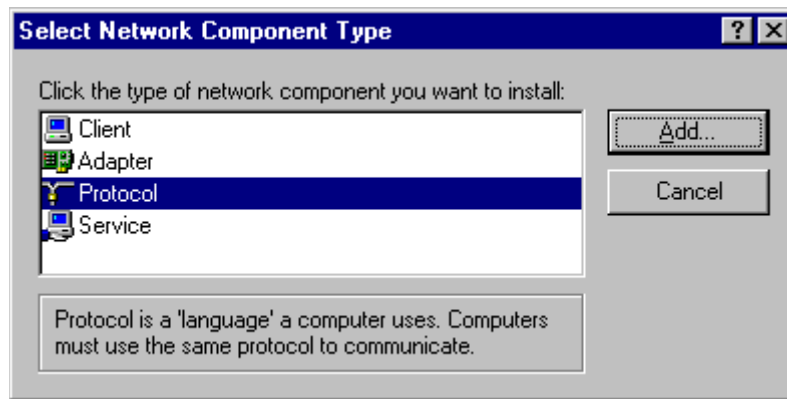 Select Network Component Type
Click the type of network component you want to install:
Client
Adapter
Protocol
Service
Add...
Cancel
Protocol is a 'language' a computer uses. Computers
must use the same protocol to communicate.